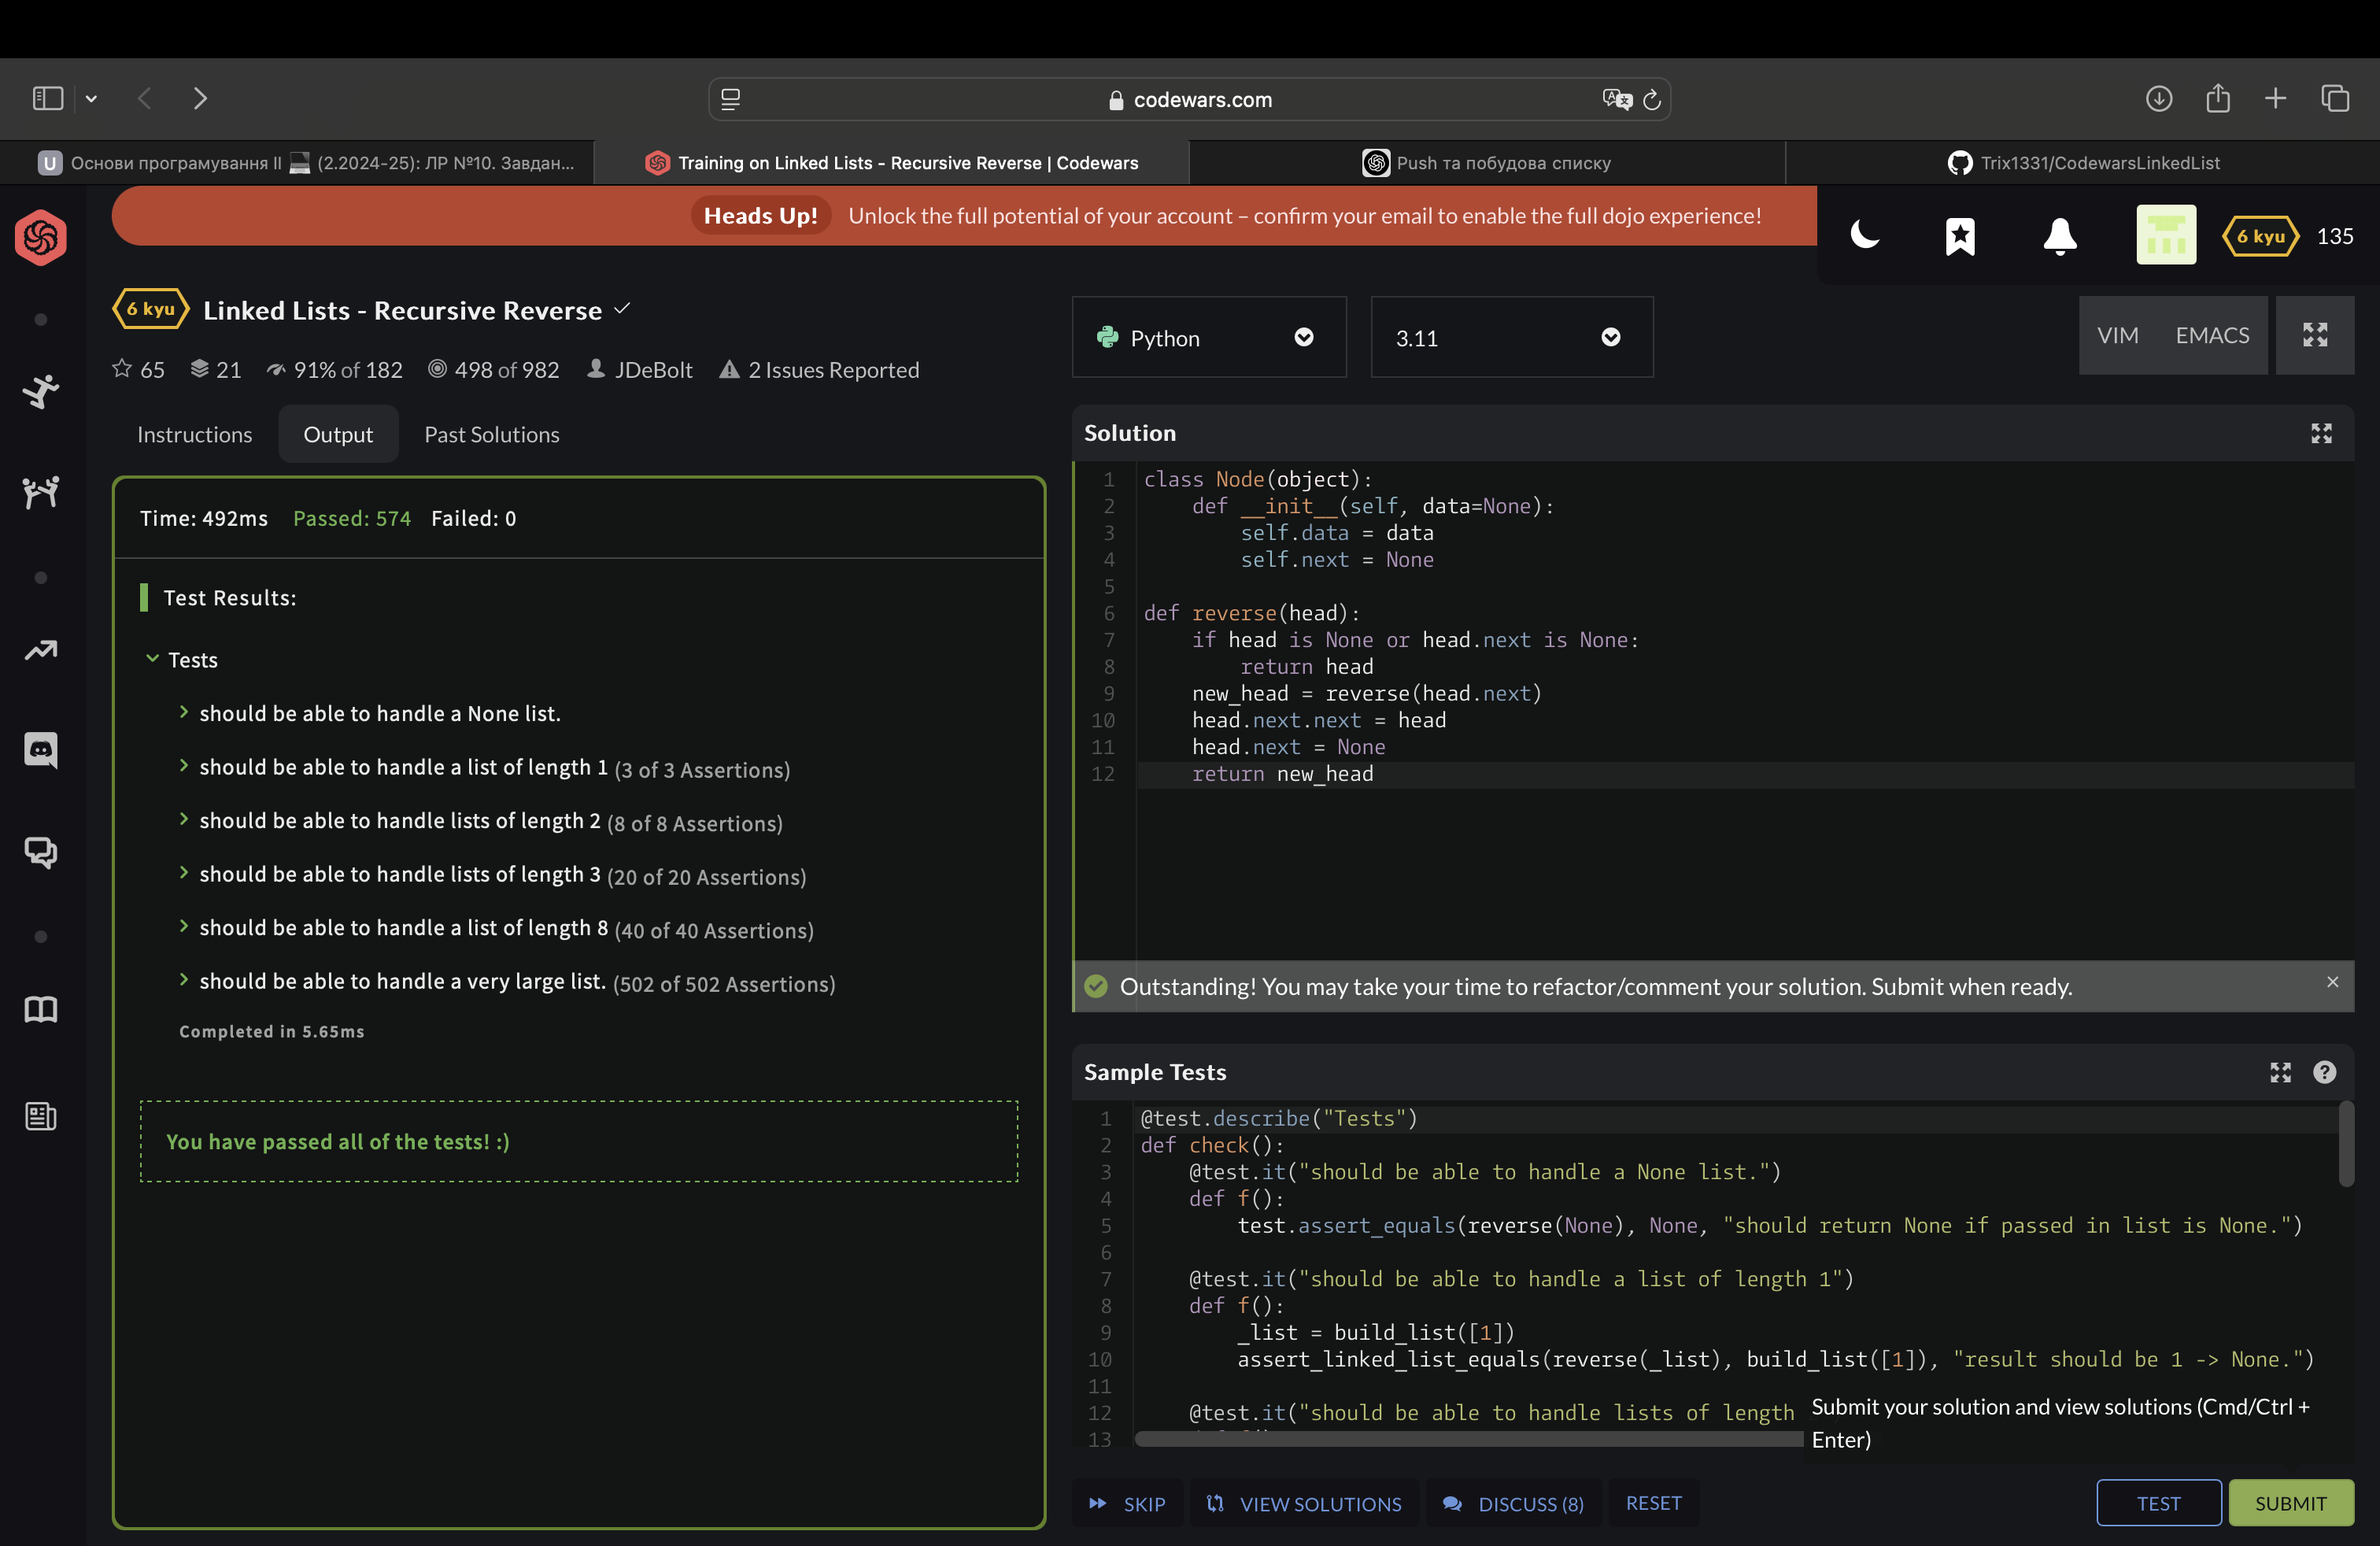 codewars.com
U Основи програмування II 💻 (2.2024-25): ЛР №10. Завдан...
Training on Linked Lists - Recursive Reverse | Codewars
Push та побудова списку
Trix1331/CodewarsLinkedList
Heads Up! Unlock the full potential of your account – confirm your email to enable the full dojo experience!
6 kyu 135
6 kyu Linked Lists - Recursive Reverse
65 21 91% of 182 498 of 982 JDeBolt 2 Issues Reported
Instructions Output Past Solutions
Time: 492ms Passed: 574 Failed: 0
Test Results:
Tests
should be able to handle a None list.
should be able to handle a list of length 1 (3 of 3 Assertions)
should be able to handle lists of length 2 (8 of 8 Assertions)
should be able to handle lists of length 3 (20 of 20 Assertions)
should be able to handle a list of length 8 (40 of 40 Assertions)
should be able to handle a very large list. (502 of 502 Assertions)
Completed in 5.65ms
You have passed all of the tests! :)
Python 3.11 VIM EMACS
Solution
1 class Node(object):
2 def __init__(self, data=None):
3 self.data = data
4 self.next = None
5
6 def reverse(head):
7 if head is None or head.next is None:
8 return head
9 new_head = reverse(head.next)
10 head.next.next = head
11 head.next = None
12 return new_head
Outstanding! You may take your time to refactor/comment your solution. Submit when ready.
Sample Tests
1 @test.describe("Tests")
2 def check():
3 @test.it("should be able to handle a None list.")
4 def f():
5 test.assert_equals(reverse(None), None, "should return None if passed in list is None.")
6
7 @test.it("should be able to handle a list of length 1")
8 def f():
9 _list = build_list([1])
10 assert_linked_list_equals(reverse(_list), build_list([1]), "result should be 1 -> None.")
11
12 @test.it("should be able to handle lists of length
13
Submit your solution and view solutions (Cmd/Ctrl +
Enter)
SKIP VIEW SOLUTIONS DISCUSS (8) RESET TEST SUBMIT